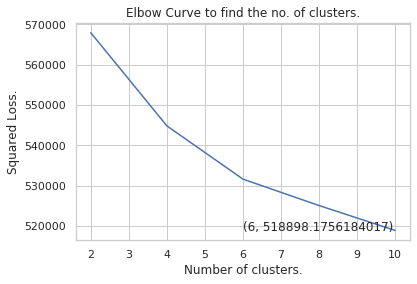 Elbow Curve to find the no. of clusters.
570000
560000
550000
540000
530000
520000
Squared Loss.
(6, 518898.1756184017)
2 3 4 5 6 7 8 9 10
Number of clusters.